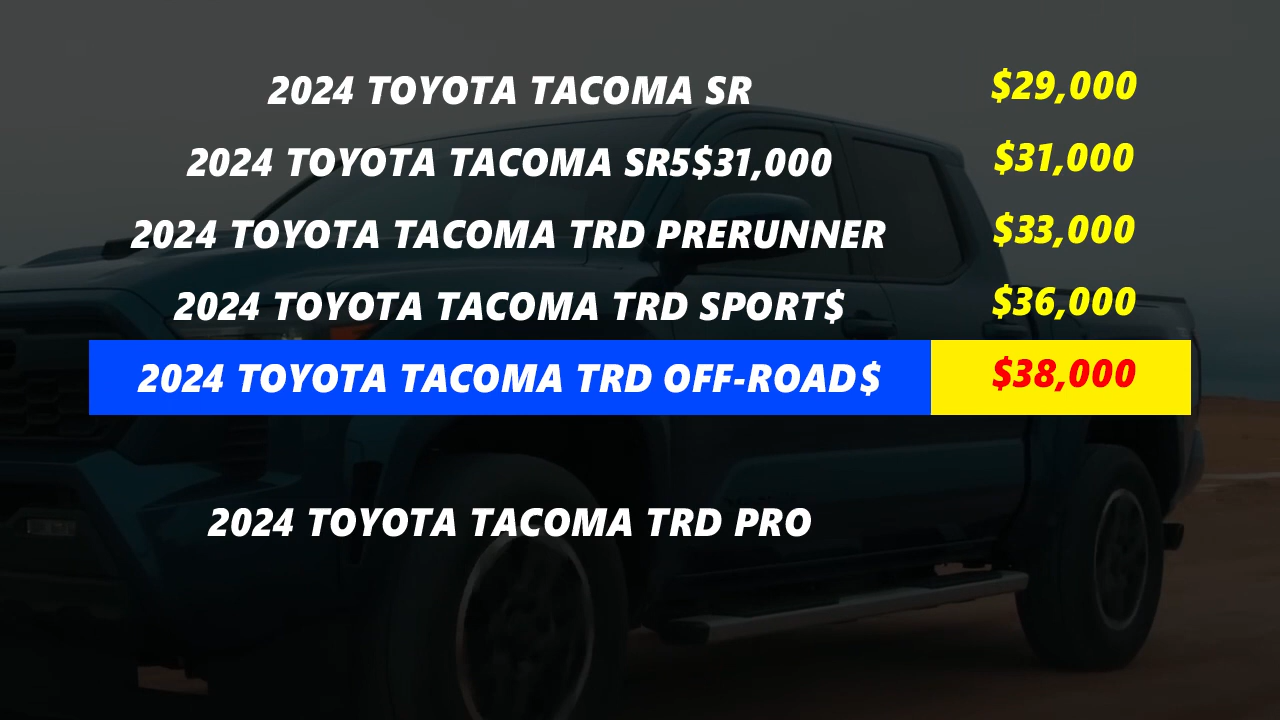 2024 TOYOTA TACOMA SR $29,000
2024 TOYOTA TACOMA SR5$31,000 $31,000
2024 TOYOTA TACOMA TRD PRERUNNER $33,000
2024 TOYOTA TACOMA TRD SPORT$ $36,000
2024 TOYOTA TACOMA TRD OFF-ROAD$ $38,000
2024 TOYOTA TACOMA TRD PRO